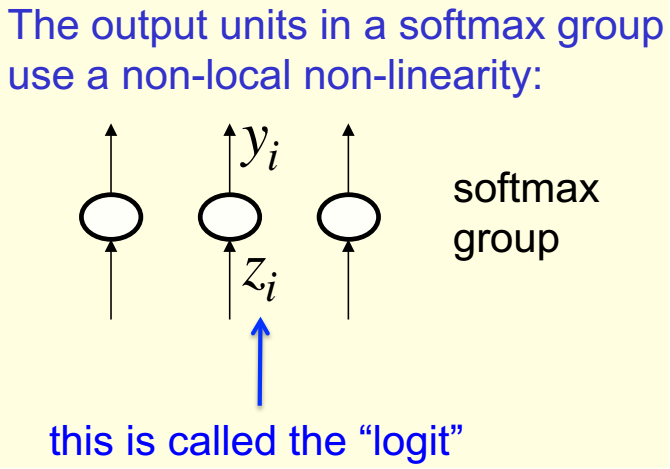 The output units in a softmax group
use a non-local non-linearity:
y_i
softmax
group
z_i
this is called the “logit”